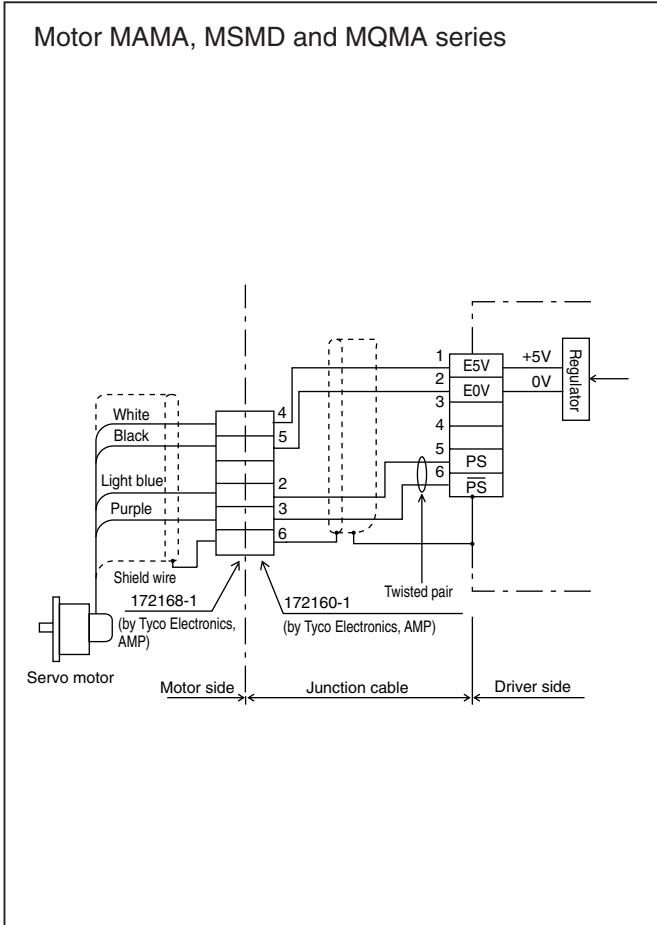 Motor MAMA, MSMD and MQMA series
1
E5V
+5V
Regulator
2
E0V
0V
3
4
5
PS
6
P̅S̅
White
4
Black
5
Light blue
2
Purple
3
6
Shield wire
Twisted pair
172168-1
(by Tyco Electronics,
AMP)
172160-1
(by Tyco Electronics, AMP)
Servo motor
Motor side
Junction cable
Driver side